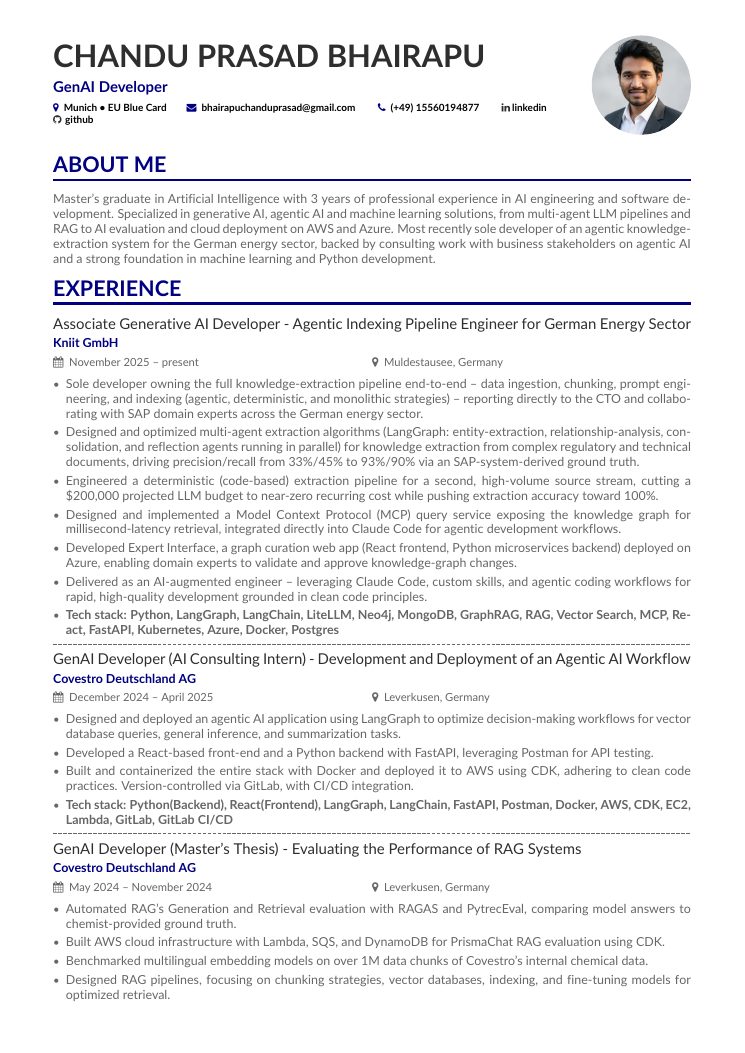 CHANDU PRASAD BHAIRAPU
GenAI Developer
Munich • EU Blue Card bhairapuchanduprasad@gmail.com (+49) 15560194877 linkedin
github
ABOUT ME
Master's graduate in Artificial Intelligence with 3 years of professional experience in AI engineering and software de-
velopment. Specialized in generative AI, agentic AI and machine learning solutions, from multi-agent LLM pipelines and
RAG to AI evaluation and cloud deployment on AWS and Azure. Most recently sole developer of an agentic knowledge-
extraction system for the German energy sector, backed by consulting work with business stakeholders on agentic AI
and a strong foundation in machine learning and Python development.
EXPERIENCE
Associate Generative AI Developer - Agentic Indexing Pipeline Engineer for German Energy Sector
Kniit GmbH
November 2025 – present Muldestausee, Germany
• Sole developer owning the full knowledge-extraction pipeline end-to-end – data ingestion, chunking, prompt engi-
neering, and indexing (agentic, deterministic, and monolithic strategies) – reporting directly to the CTO and collabo-
rating with SAP domain experts across the German energy sector.
• Designed and optimized multi-agent extraction algorithms (LangGraph: entity-extraction, relationship-analysis, con-
solidation, and reflection agents running in parallel) for knowledge extraction from complex regulatory and technical
documents, driving precision/recall from 33%/45% to 93%/90% via an SAP-system-derived ground truth.
• Engineered a deterministic (code-based) extraction pipeline for a second, high-volume source stream, cutting a
$200,000 projected LLM budget to near-zero recurring cost while pushing extraction accuracy toward 100%.
• Designed and implemented a Model Context Protocol (MCP) query service exposing the knowledge graph for
millisecond-latency retrieval, integrated directly into Claude Code for agentic development workflows.
• Developed Expert Interface, a graph curation web app (React frontend, Python microservices backend) deployed on
Azure, enabling domain experts to validate and approve knowledge-graph changes.
• Delivered as an AI-augmented engineer – leveraging Claude Code, custom skills, and agentic coding workflows for
rapid, high-quality development grounded in clean code principles.
• Tech stack: Python, LangGraph, LangChain, LiteLLM, Neo4j, MongoDB, GraphRAG, RAG, Vector Search, MCP, Re-
act, FastAPI, Kubernetes, Azure, Docker, Postgres
GenAI Developer (AI Consulting Intern) - Development and Deployment of an Agentic AI Workflow
Covestro Deutschland AG
December 2024 – April 2025 Leverkusen, Germany
• Designed and deployed an agentic AI application using LangGraph to optimize decision-making workflows for vector
database queries, general inference, and summarization tasks.
• Developed a React-based front-end and a Python backend with FastAPI, leveraging Postman for API testing.
• Built and containerized the entire stack with Docker and deployed it to AWS using CDK, adhering to clean code
practices. Version-controlled via GitLab, with CI/CD integration.
• Tech stack: Python(Backend), React(Frontend), LangGraph, LangChain, FastAPI, Postman, Docker, AWS, CDK, EC2,
Lambda, GitLab, GitLab CI/CD
GenAI Developer (Master's Thesis) - Evaluating the Performance of RAG Systems
Covestro Deutschland AG
May 2024 – November 2024 Leverkusen, Germany
• Automated RAG's Generation and Retrieval evaluation with RAGAS and PytrecEval, comparing model answers to
chemist-provided ground truth.
• Built AWS cloud infrastructure with Lambda, SQS, and DynamoDB for PrismaChat RAG evaluation using CDK.
• Benchmarked multilingual embedding models on over 1M data chunks of Covestro's internal chemical data.
• Designed RAG pipelines, focusing on chunking strategies, vector databases, indexing, and fine-tuning models for
optimized retrieval.